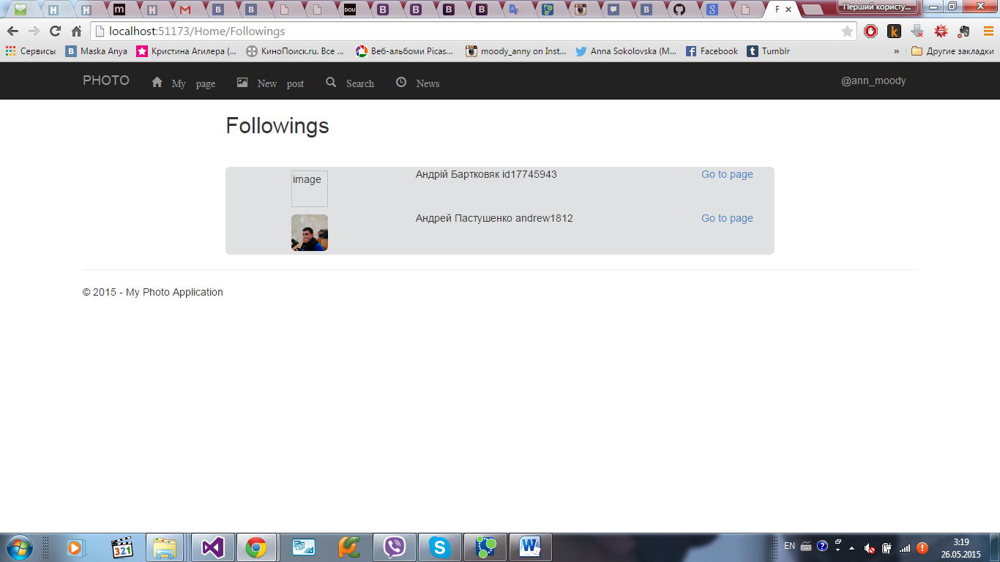 Перший користу...
F
localhost:51173/Home/Followings
Сервисы Maska Anya Кристина Агилера (... КиноПоиск.ru. Все ... Веб-альбоми Picas... moody_anny on Inst... Anna Sokolovska (M... Facebook Tumblr » Другие закладки
PHOTO My page New post Search News @ann_moody
Followings
image Андрій Бартковяк id17745943 Go to page
Андрей Пастушенко andrew1812 Go to page
© 2015 - My Photo Application
EN 3:19
26.05.2015